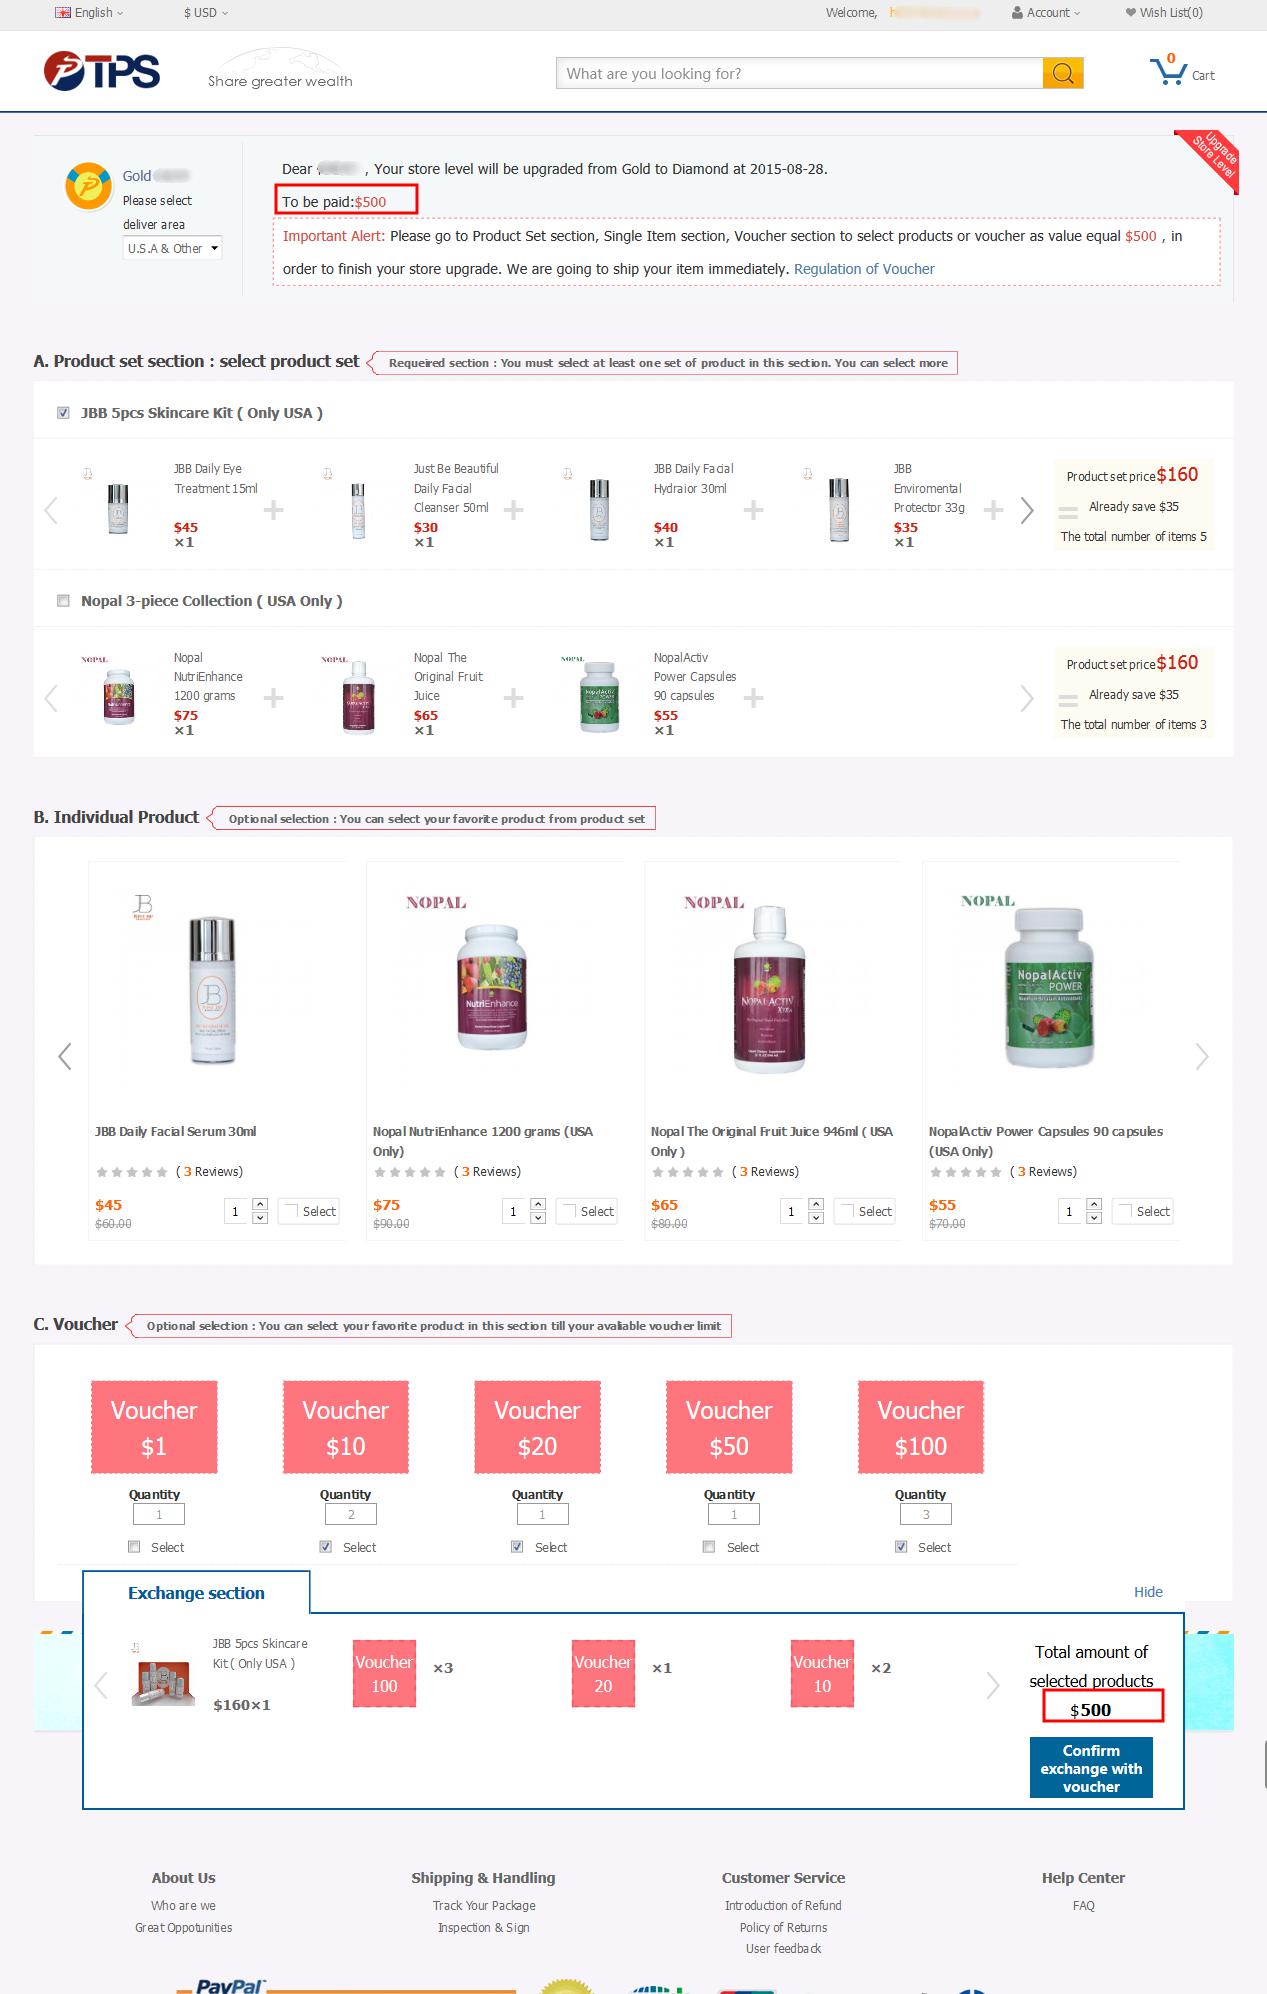 English
$ USD
Welcome,
Account
Wish List(0)
TPS
Share greater wealth
What are you looking for?
0
Cart
Upgrade
Store Level
Gold
Please select
deliver area
U.S.A & Other
Dear , Your store level will be upgraded from Gold to Diamond at 2015-08-28.
To be paid:$500
Important Alert: Please go to Product Set section, Single Item section, Voucher section to select products or voucher as value equal $500 , in
order to finish your store upgrade. We are going to ship your item immediately. Regulation of Voucher
A. Product set section : select product set
Requeired section : You must select at least one set of product in this section. You can select more
JBB 5pcs Skincare Kit ( Only USA )
JBB Daily Eye
Treatment 15ml
$45
×1
+
Just Be Beautiful
Daily Facial
Cleanser 50ml
$30
×1
+
JBB Daily Facial
Hydraior 30ml
$40
×1
+
JBB
Enviromental
Protector 33g
$35
×1
+
=
Product set price$160
Already save $35
The total number of items 5
Nopal 3-piece Collection ( USA Only )
NOPAL
Nopal
NutriEnhance
1200 grams
$75
×1
+
NOPAL
Nopal The
Original Fruit
Juice
$65
×1
+
NOPAL
NopalActiv
Power Capsules
90 capsules
$55
×1
+
=
Product set price$160
Already save $35
The total number of items 3
B. Individual Product
Optional selection : You can select your favorite product from product set
JB
JB
JBB Daily Facial Serum 30ml
( 3 Reviews)
$45
$60.00
1
Select
NOPAL
NutriEnhance
Nopal NutriEnhance 1200 grams (USA
Only)
( 3 Reviews)
$75
$90.00
1
Select
NOPAL
NOPALACTIV
XTRA
Nopal The Original Fruit Juice 946ml ( USA
Only )
( 3 Reviews)
$65
$80.00
1
Select
NOPAL
NopalActiv
POWER
NopalActiv Power Capsules 90 capsules
(USA Only)
( 3 Reviews)
$55
$70.00
1
Select
C. Voucher
Optional selection : You can select your favorite product in this section till your avaliable voucher limit
Voucher
$1
Quantity
1
Select
Voucher
$10
Quantity
2
Select
Voucher
$20
Quantity
1
Select
Voucher
$50
Quantity
1
Select
Voucher
$100
Quantity
3
Select
Exchange section
Hide
JBB 5pcs Skincare
Kit ( Only USA )
$160×1
Voucher
100
×3
Voucher
20
×1
Voucher
10
×2
Total amount of
selected products
$500
Confirm
exchange with
voucher
About Us
Who are we
Great Oppotunities
Shipping & Handling
Track Your Package
Inspection & Sign
Customer Service
Introduction of Refund
Policy of Returns
User feedback
Help Center
FAQ
PayPal